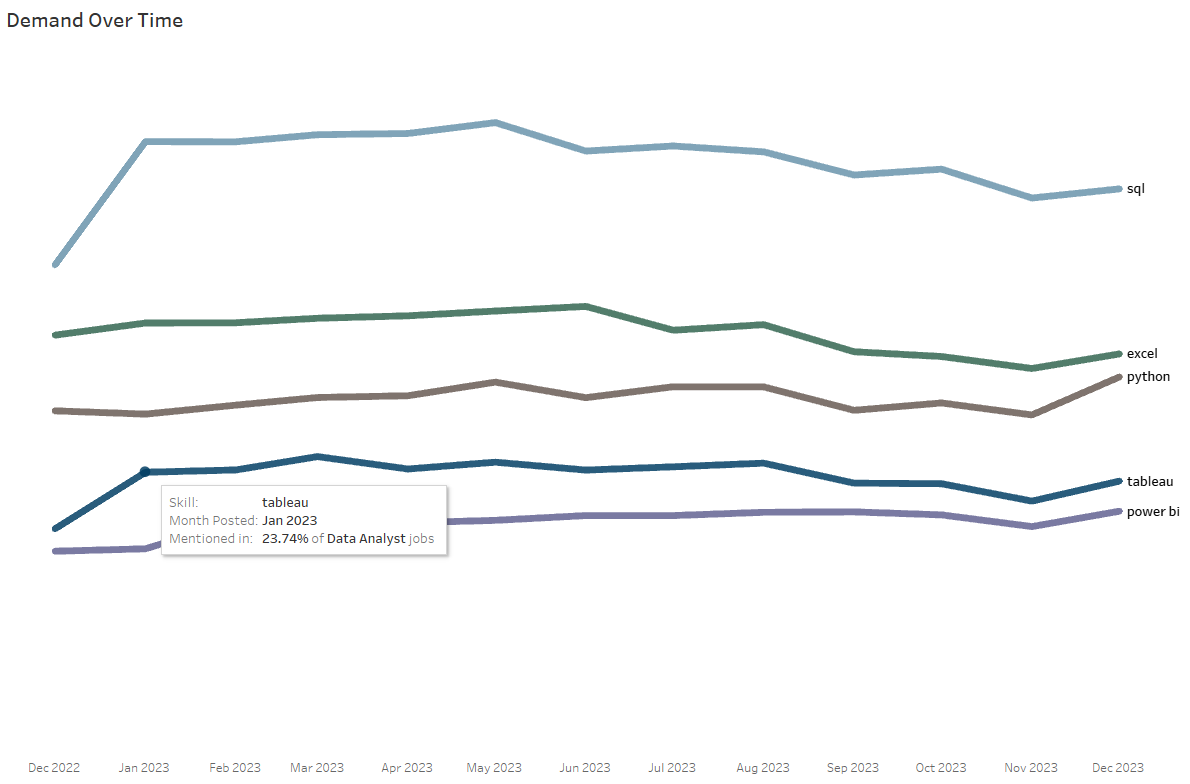 Demand Over Time
sql
excel
python
tableau
power bi
Skill: tableau
Month Posted: Jan 2023
Mentioned in: 23.74% of Data Analyst jobs
Dec 2022 Jan 2023 Feb 2023 Mar 2023 Apr 2023 May 2023 Jun 2023 Jul 2023 Aug 2023 Sep 2023 Oct 2023 Nov 2023 Dec 2023